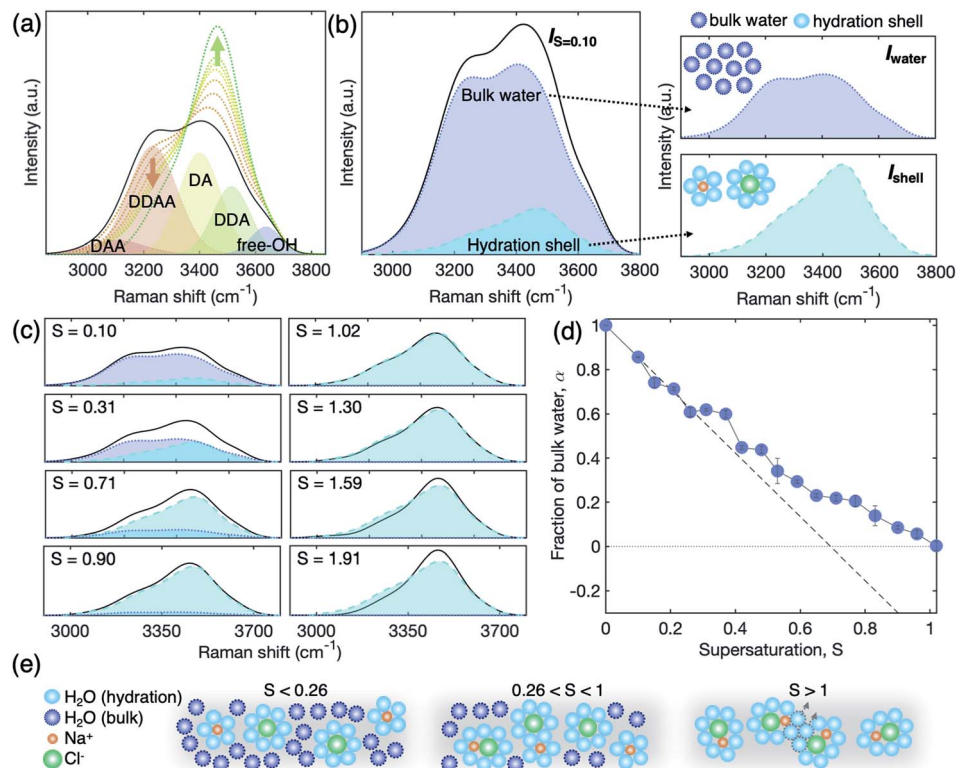 (a)
Intensity (a.u.)
DAA
DDAA
DA
DDA
free-OH
3000 3200 3400 3600 3800
Raman shift (cm⁻¹)
(b)
Intensity (a.u.)
I S=0.10
Bulk water
Hydration shell
3000 3200 3400 3600 3800
Raman shift (cm⁻¹)
bulk water hydration shell
Intensity (a.u.)
I water
I shell
3000 3200 3400 3600 3800
Raman shift (cm⁻¹)
(c)
S = 0.10
S = 0.31
S = 0.71
S = 0.90
3000 3350 3700
S = 1.02
S = 1.30
S = 1.59
S = 1.91
3000 3350 3700
Raman shift (cm⁻¹)
(d)
Fraction of bulk water, α
1
0.8
0.6
0.4
0.2
0
-0.2
0 0.2 0.4 0.6 0.8 1
Supersaturation, S
(e)
H₂O (hydration)
H₂O (bulk)
Na⁺
Cl⁻
S < 0.26
0.26 < S < 1
S > 1